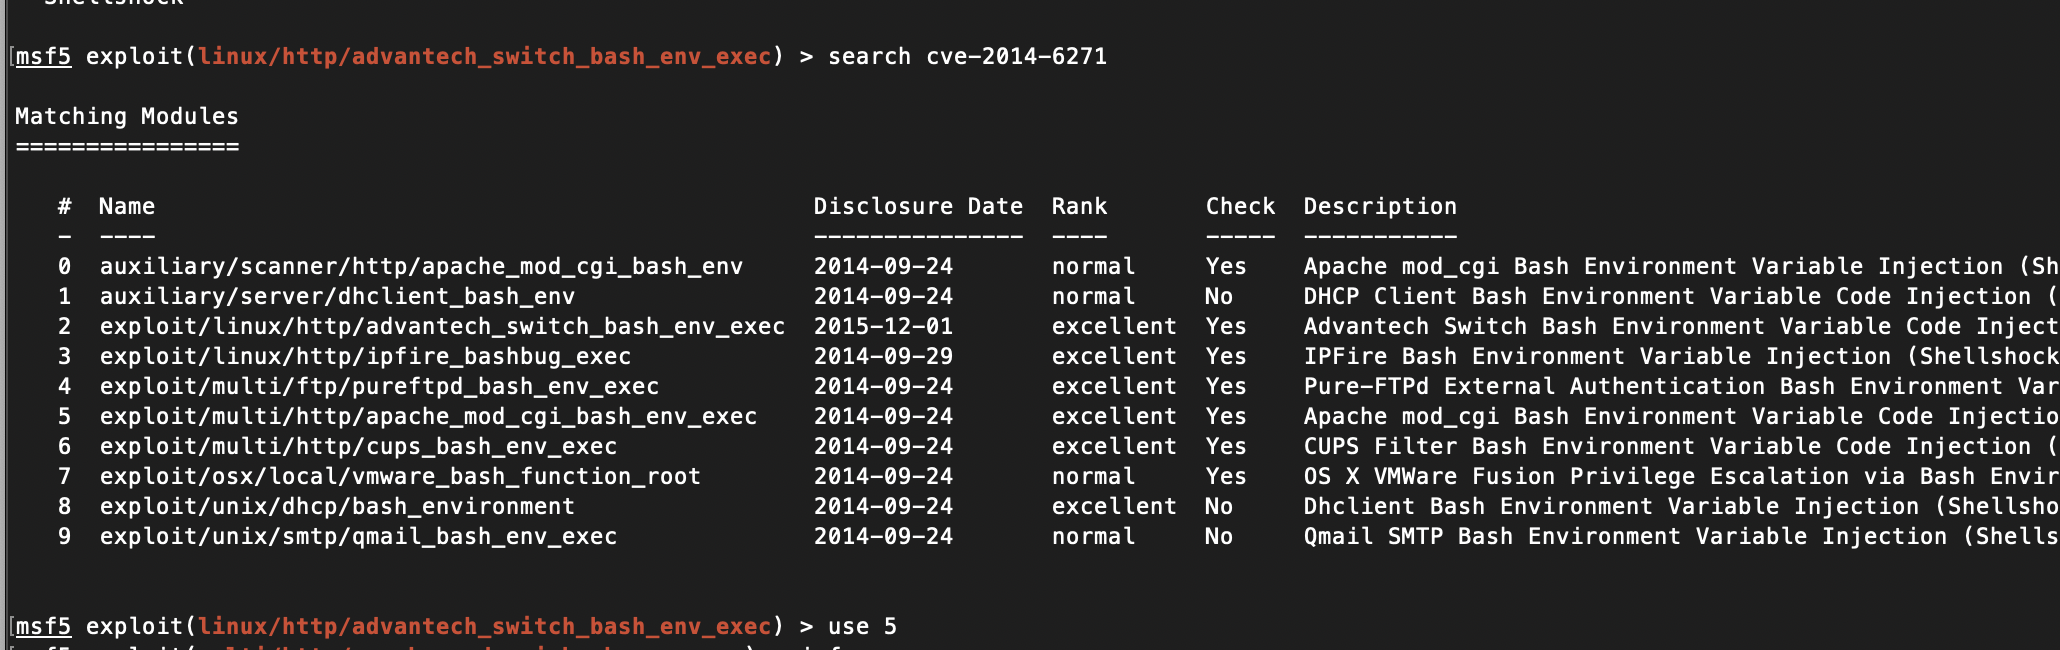 Shellshock
[msf5 exploit(linux/http/advantech_switch_bash_env_exec) > search cve-2014-6271
Matching Modules
================
#  Name                                            Disclosure Date  Rank       Check  Description
-  ----                                            ---------------  ----       -----  -----------
0  auxiliary/scanner/http/apache_mod_cgi_bash_env  2014-09-24  normal  Yes  Apache mod_cgi Bash Environment Variable Injection (Sh
1  auxiliary/server/dhclient_bash_env  2014-09-24  normal  No  DHCP Client Bash Environment Variable Code Injection (
2  exploit/linux/http/advantech_switch_bash_env_exec  2015-12-01  excellent  Yes  Advantech Switch Bash Environment Variable Code Inject
3  exploit/linux/http/ipfire_bashbug_exec  2014-09-29  excellent  Yes  IPFire Bash Environment Variable Injection (Shellshock
4  exploit/multi/ftp/pureftpd_bash_env_exec  2014-09-24  excellent  Yes  Pure-FTPd External Authentication Bash Environment Var
5  exploit/multi/http/apache_mod_cgi_bash_env_exec  2014-09-24  excellent  Yes  Apache mod_cgi Bash Environment Variable Code Injectio
6  exploit/multi/http/cups_bash_env_exec  2014-09-24  excellent  Yes  CUPS Filter Bash Environment Variable Code Injection (
7  exploit/osx/local/vmware_bash_function_root  2014-09-24  normal  Yes  OS X VMWare Fusion Privilege Escalation via Bash Envir
8  exploit/unix/dhcp/bash_environment  2014-09-24  excellent  No  Dhclient Bash Environment Variable Injection (Shellsho
9  exploit/unix/smtp/qmail_bash_env_exec  2014-09-24  normal  No  Qmail SMTP Bash Environment Variable Injection (Shells
[msf5 exploit(linux/http/advantech_switch_bash_env_exec) > use 5